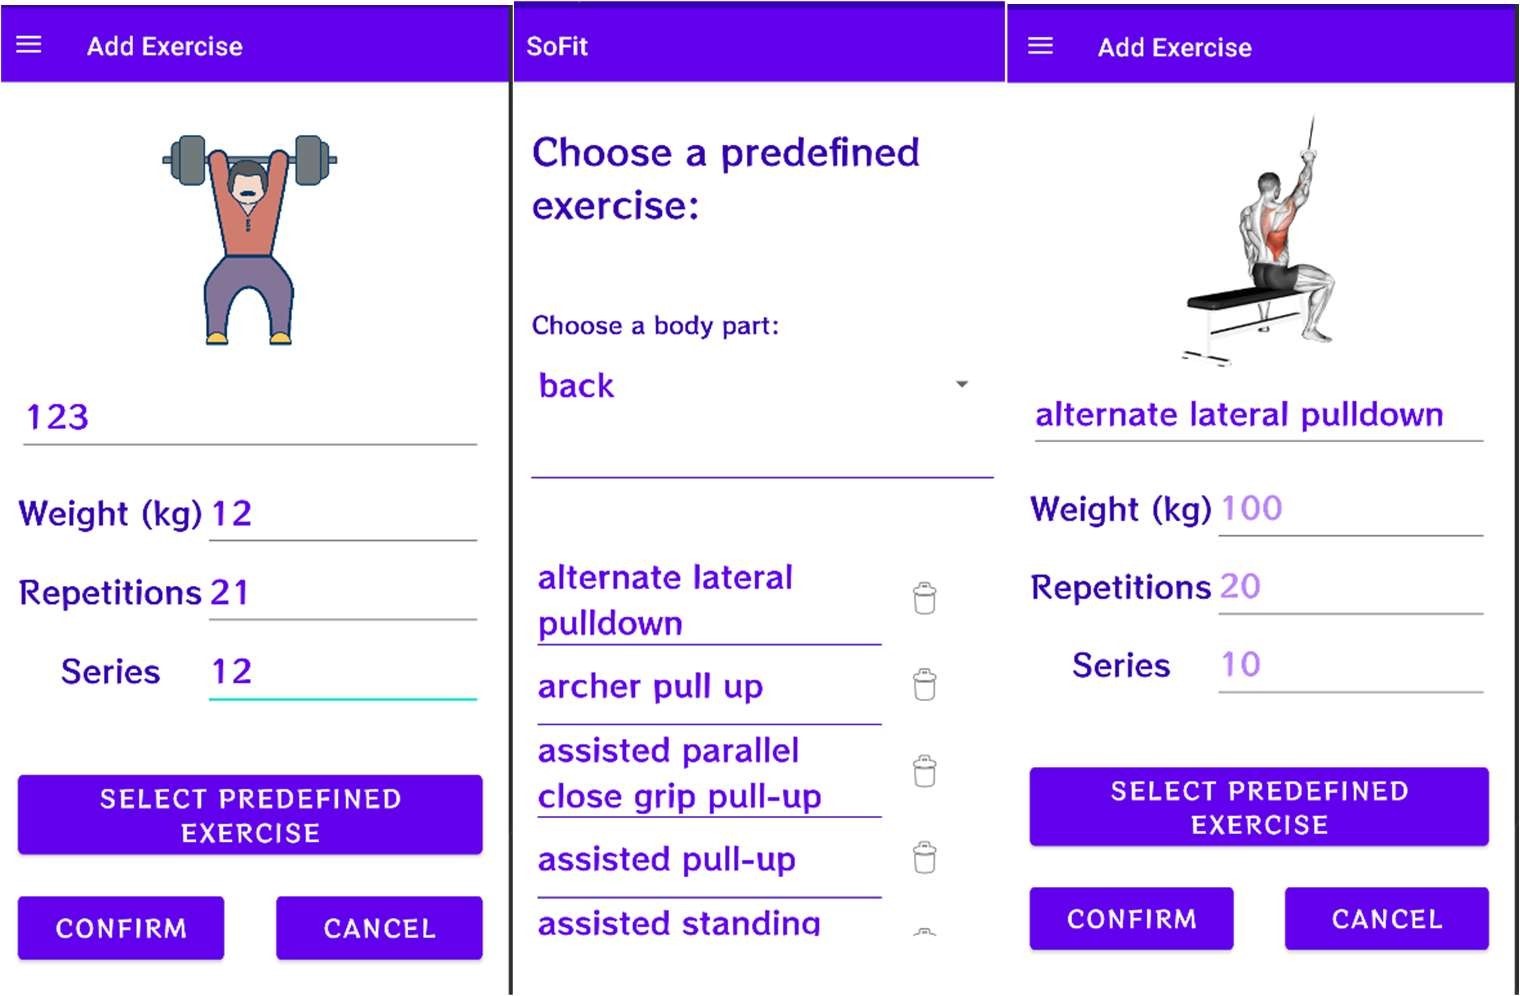 Add Exercise
123
Weight (kg) 12
Repetitions 21
Series 12
SELECT PREDEFINED
EXERCISE
CONFIRM
CANCEL
SoFit
Choose a predefined
exercise:
Choose a body part:
back
alternate lateral
pulldown
archer pull up
assisted parallel
close grip pull-up
assisted pull-up
assisted standing
Add Exercise
alternate lateral pulldown
Weight (kg) 100
Repetitions 20
Series 10
SELECT PREDEFINED
EXERCISE
CONFIRM
CANCEL